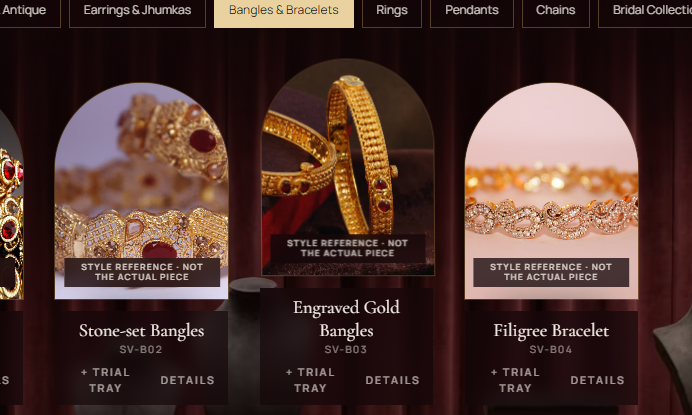 Antique
Earrings & Jhumkas
Bangles & Bracelets
Rings
Pendants
Chains
Bridal Collectio
STYLE REFERENCE - NOT
THE ACTUAL PIECE
Stone-set Bangles
SV-B02
+ TRIAL
TRAY
DETAILS
STYLE REFERENCE - NOT
THE ACTUAL PIECE
Engraved Gold
Bangles
SV-B03
+ TRIAL
TRAY
DETAILS
STYLE REFERENCE - NOT
THE ACTUAL PIECE
Filigree Bracelet
SV-B04
+ TRIAL
TRAY
DETAILS